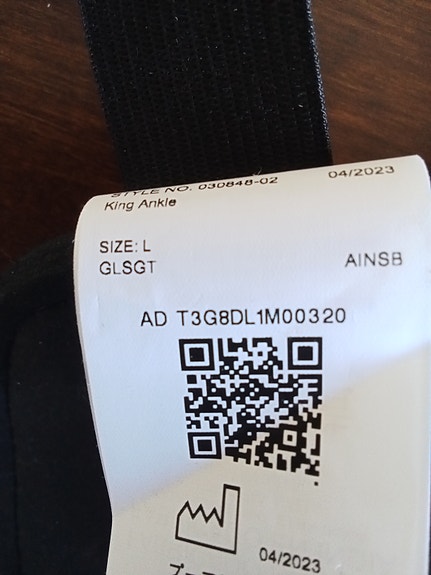 STYLE NO. 030848-02 04/2023
King Ankle
SIZE: L
GLSGT AINSB
AD T3G8DL1M00320
04/2023